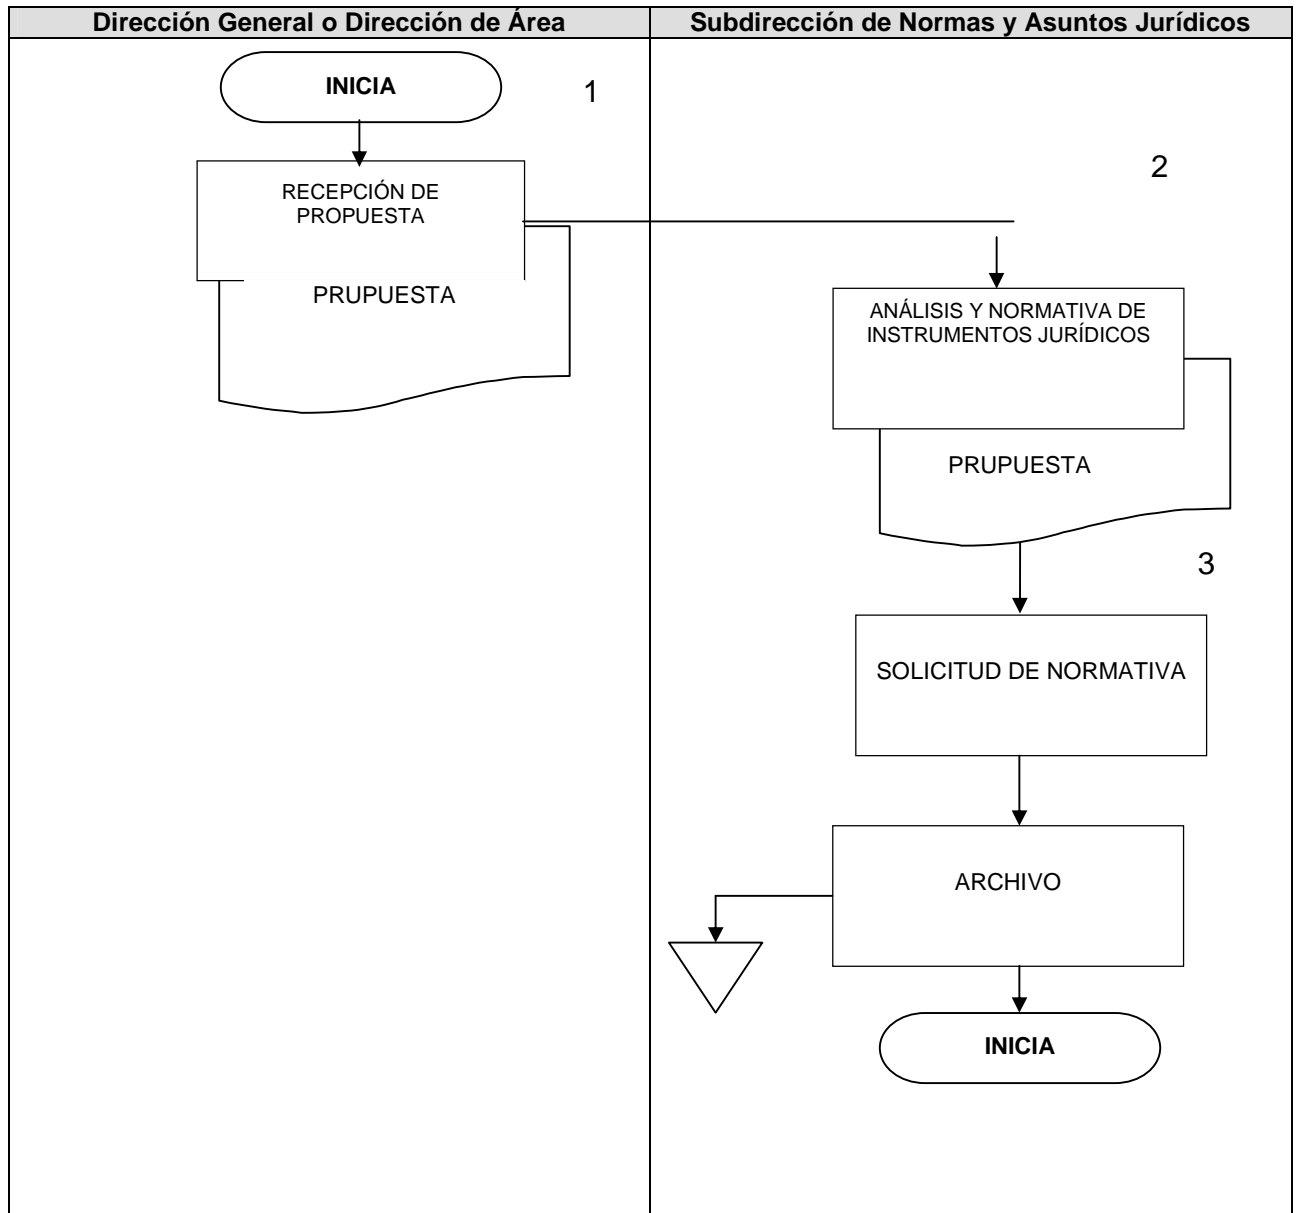 Dirección General o Dirección de Área
Subdirección de Normas y Asuntos Jurídicos
INICIA
1
RECEPCIÓN DE
PROPUESTA
PRUPUESTA
2
ANÁLISIS Y NORMATIVA DE
INSTRUMENTOS JURÍDICOS
PRUPUESTA
3
SOLICITUD DE NORMATIVA
ARCHIVO
INICIA